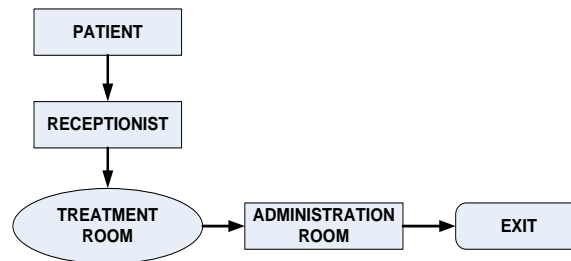 PATIENT
RECEPTIONIST
TREATMENT
ROOM
ADMINISTRATION
ROOM
EXIT